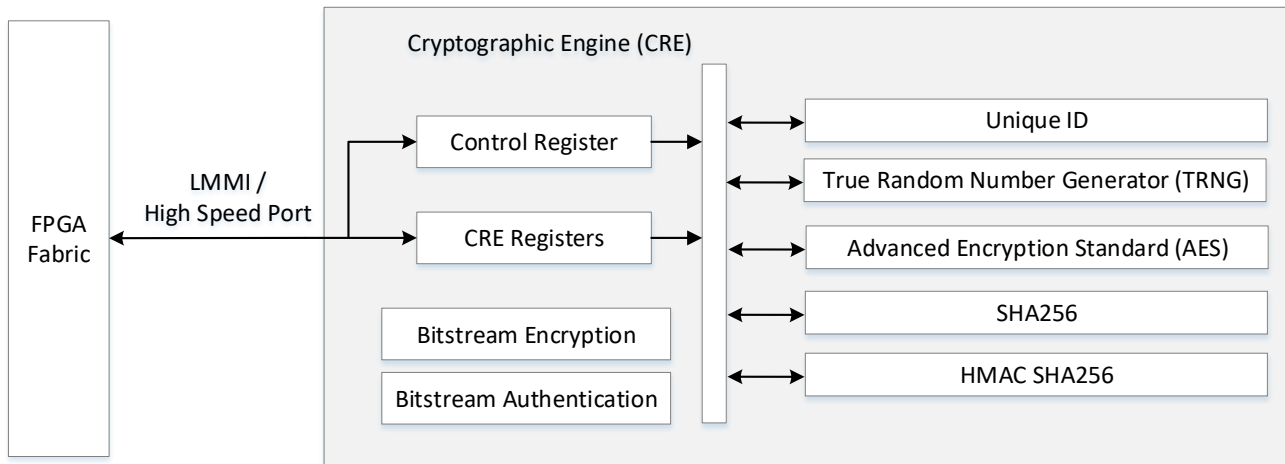 Cryptographic Engine (CRE)
FPGA
Fabric
LMMI /
High Speed Port
Control Register
CRE Registers
Bitstream Encryption
Bitstream Authentication
Unique ID
True Random Number Generator (TRNG)
Advanced Encryption Standard (AES)
SHA256
HMAC SHA256